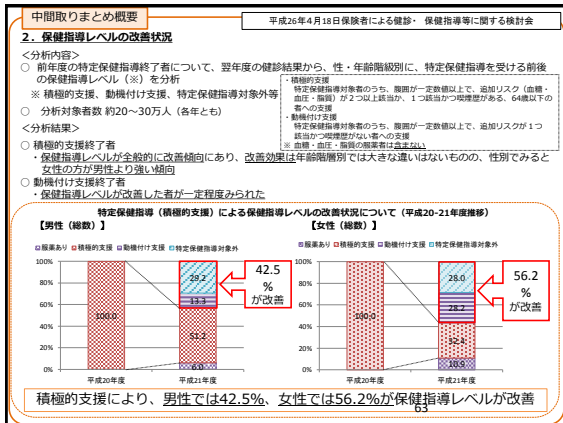 中間取りまとめ概要
平成26年4月18日保険者による健診・ 保健指導等に関する検討会
2．保健指導レベルの改善状況
＜分析内容＞
○ 前年度の特定保健指導終了者について、翌年度の健診結果から、性・年齢階級別に、特定保健指導を受ける前後
の保健指導レベル（※）を分析
※ 積極的支援、動機付け支援、特定保健指導対象外等
○ 分析対象者数 約20～30万人（各年とも）
・積極的支援
特定保健指導対象者のうち、腹囲が一定数値以上で、追加リスク（血糖・
血圧・脂質）が２つ以上該当か、１つ該当かつ喫煙歴がある、64歳以下の
者への支援
・動機付け支援
特定保健指導対象者のうち、腹囲が一定数値以上で、追加リスクが１つ
該当かつ喫煙歴がない者への支援
※ 血糖・血圧・脂質の服薬者は含まない
＜分析結果＞
○ 積極的支援終了者
・保健指導レベルが全般的に改善傾向にあり、改善効果は年齢階層別では大きな違いはないものの、性別でみると
女性の方が男性より強い傾向
○ 動機付け支援終了者
・保健指導レベルが改善した者が一定程度みられた
特定保健指導（積極的支援）による保健指導レベルの改善状況について（平成20-21年度推移）
【男性（総数）】
服薬あり 積極的支援 動機付け支援 特定保健指導対象外
100%
80%
60%
40%
20%
0%
100.0
29.2
13.3
51.2
6.0
平成20年度
平成21年度
42.5
%
が改善
【女性（総数）】
服薬あり 積極的支援 動機付け支援 特定保健指導対象外
100%
80%
60%
40%
20%
0%
100.0
28.0
28.2
32.4
10.9
平成20年度
平成21年度
56.2
%
が改善
積極的支援により、男性では42.5%、女性では56.2%が保健指導レベルが改善
63